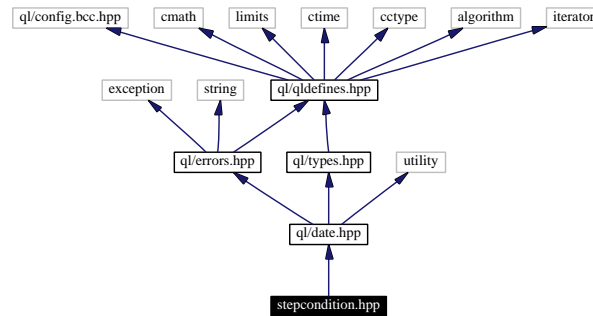 ql/config.bcc.hpp
cmath
limits
ctime
cctype
algorithm
iterator
exception
string
ql/qldefines.hpp
ql/errors.hpp
ql/types.hpp
utility
ql/date.hpp
stepcondition.hpp